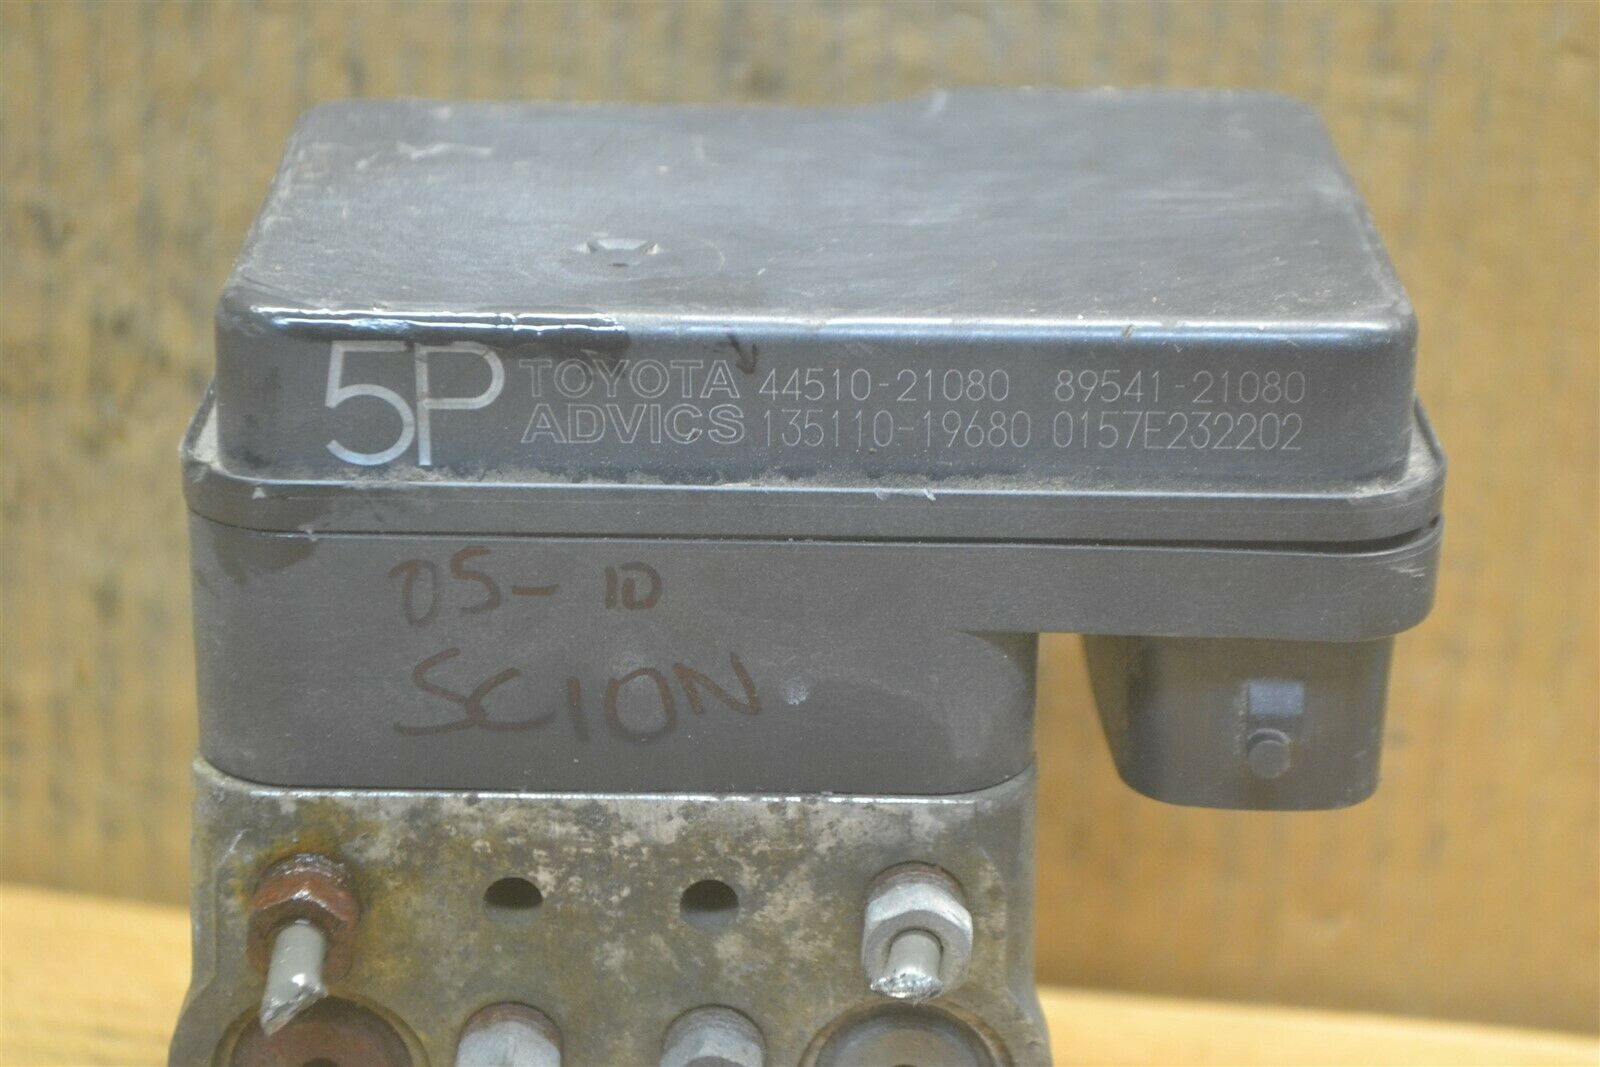 5P TOYOTA 44510-21080 89541-21080
ADVICS 135110-19680 0157E232202
05-10
SCION